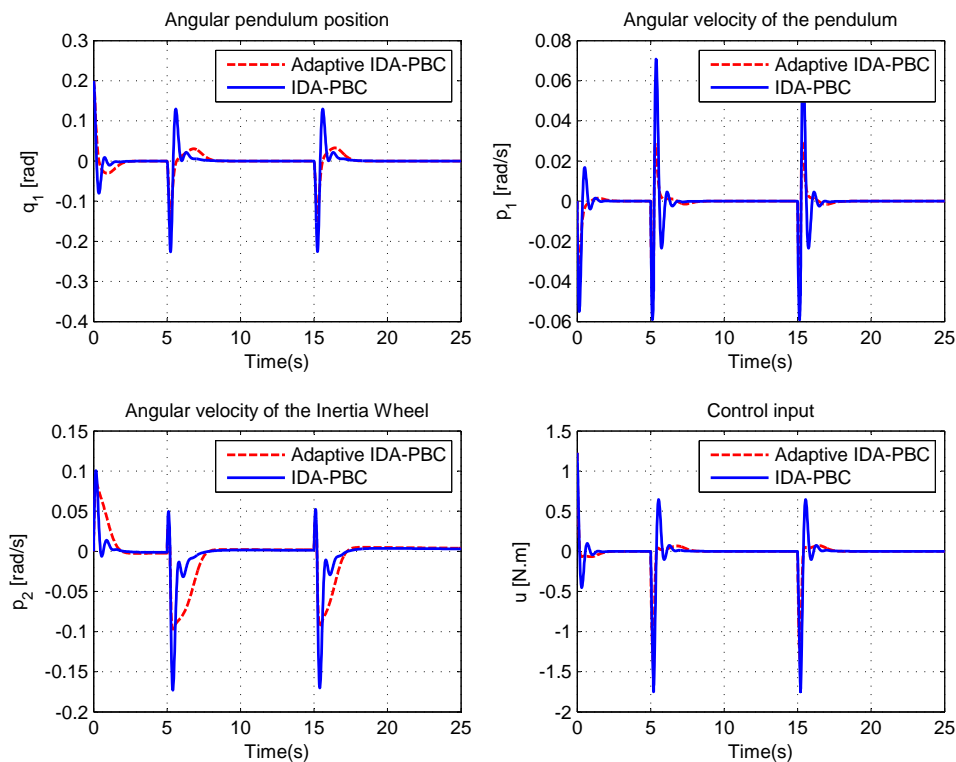 Angular pendulum position
0.3
0.2
0.1
0
-0.1
-0.2
-0.3
-0.4
q1 [rad]
Adaptive IDA-PBC
IDA-PBC
0 5 10 15 20 25
Time(s)
Angular velocity of the pendulum
0.08
0.06
0.04
0.02
0
-0.02
-0.04
-0.06
p1 [rad/s]
Adaptive IDA-PBC
IDA-PBC
0 5 10 15 20 25
Time(s)
Angular velocity of the Inertia Wheel
0.15
0.1
0.05
0
-0.05
-0.1
-0.15
-0.2
p2 [rad/s]
Adaptive IDA-PBC
IDA-PBC
0 5 10 15 20 25
Time(s)
Control input
1.5
1
0.5
0
-0.5
-1
-1.5
-2
u [N.m]
Adaptive IDA-PBC
IDA-PBC
0 5 10 15 20 25
Time(s)